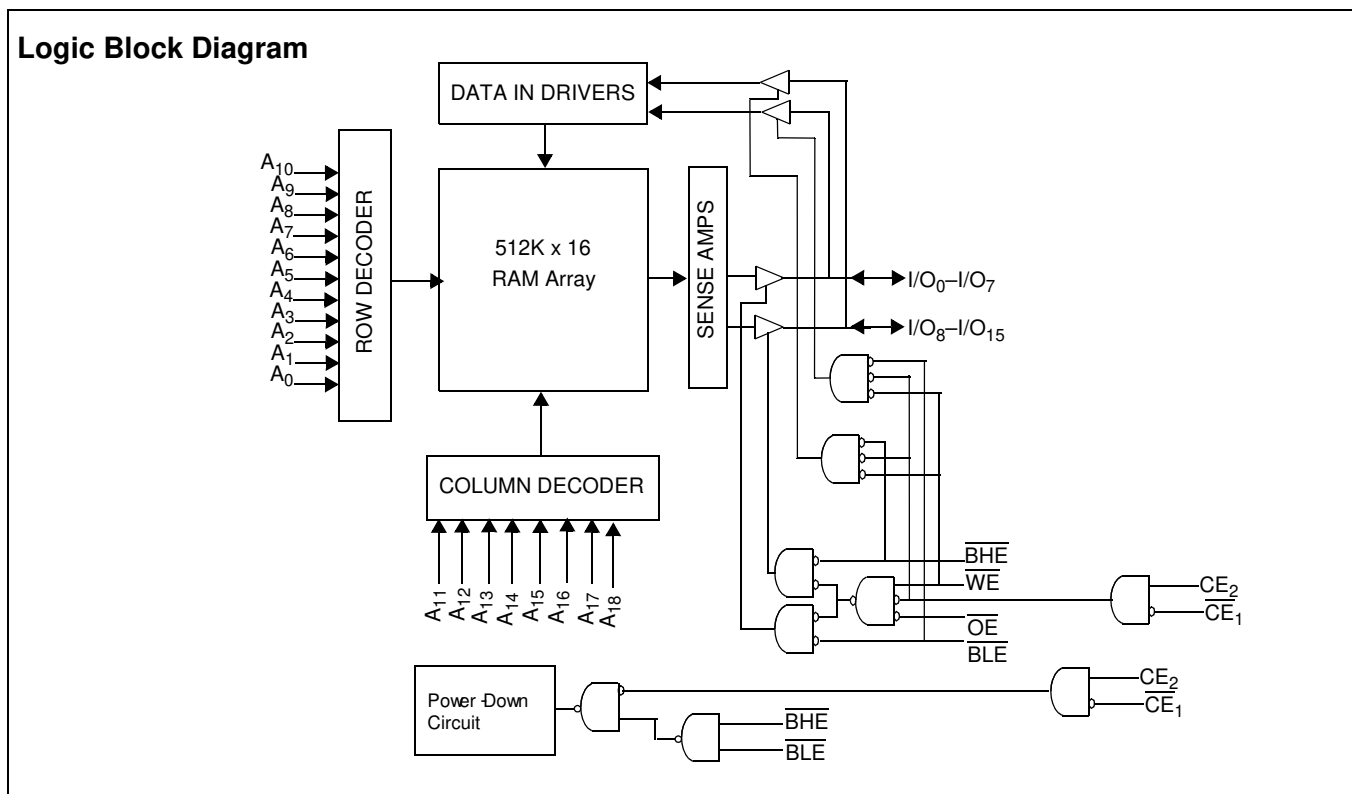 Logic Block Diagram
DATA IN DRIVERS
A10
A9
A8
A7
A6
A5
A4
A3
A2
A1
A0
ROW DECODER
512K x 16
RAM Array
SENSE AMPS
I/O0–I/O7
I/O8–I/O15
COLUMN DECODER
A11
A12
A13
A14
A15
A16
A17
A18
BHE
WE
OE
BLE
CE2
CE1
Power-Down
Circuit
BHE
BLE
CE2
CE1